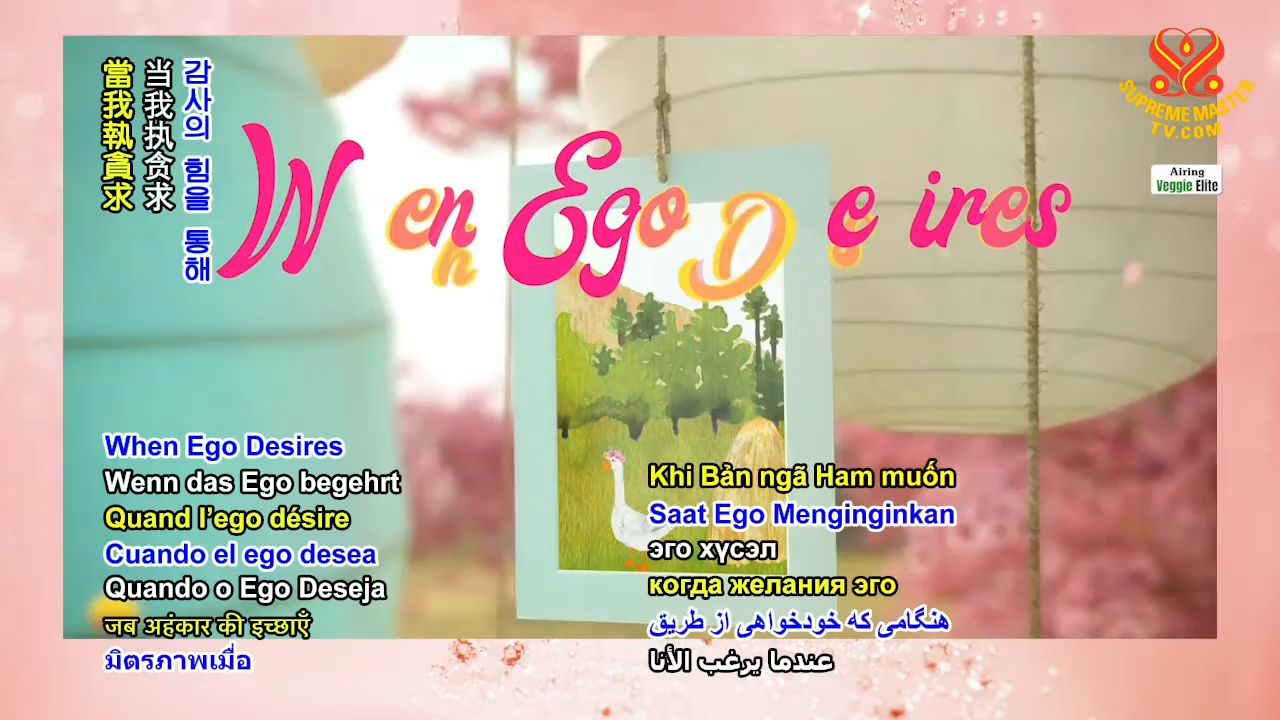 當我執貪求
当我执贪求
감사의 힘을 통해
W en Ego D e ires
SUPREME MASTER
TV.COM
Airing
Veggie Elite
When Ego Desires
Wenn das Ego begehrt
Quand l’ego désire
Cuando el ego desea
Quando o Ego Deseja
जब अहंकार की इच्छाएँ
มิตรภาพเมื่อ
Khi Bản ngã Ham muốn
Saat Ego Menginginkan
эго хүсэл
когда желания эго
هنگامی که خودخواهی از طریق
عندما يرغب الأنا